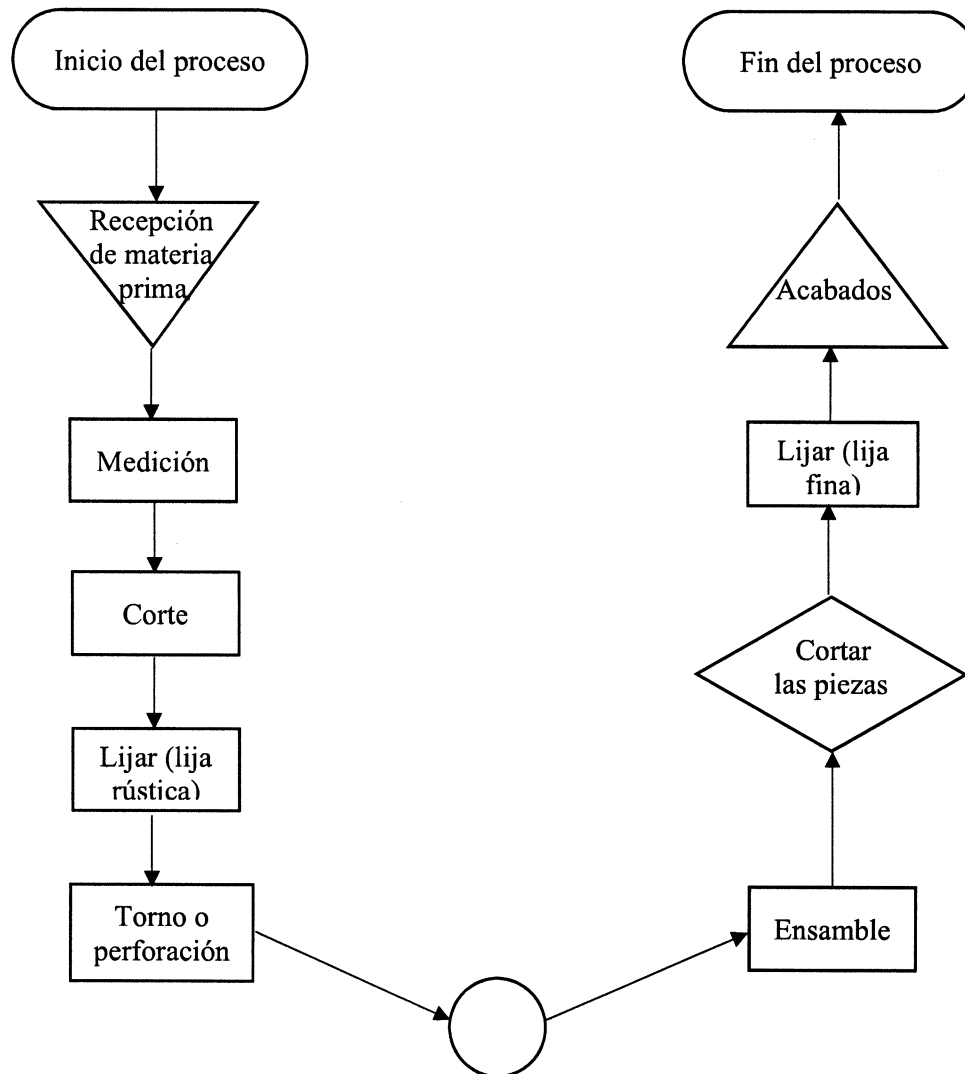 Inicio del proceso
Recepción
de materia
prima
Medición
Corte
Lijar (lija
rústica)
Torno o
perforación
Fin del proceso
Acabados
Lijar (lija
fina)
Cortar
las piezas
Ensamble